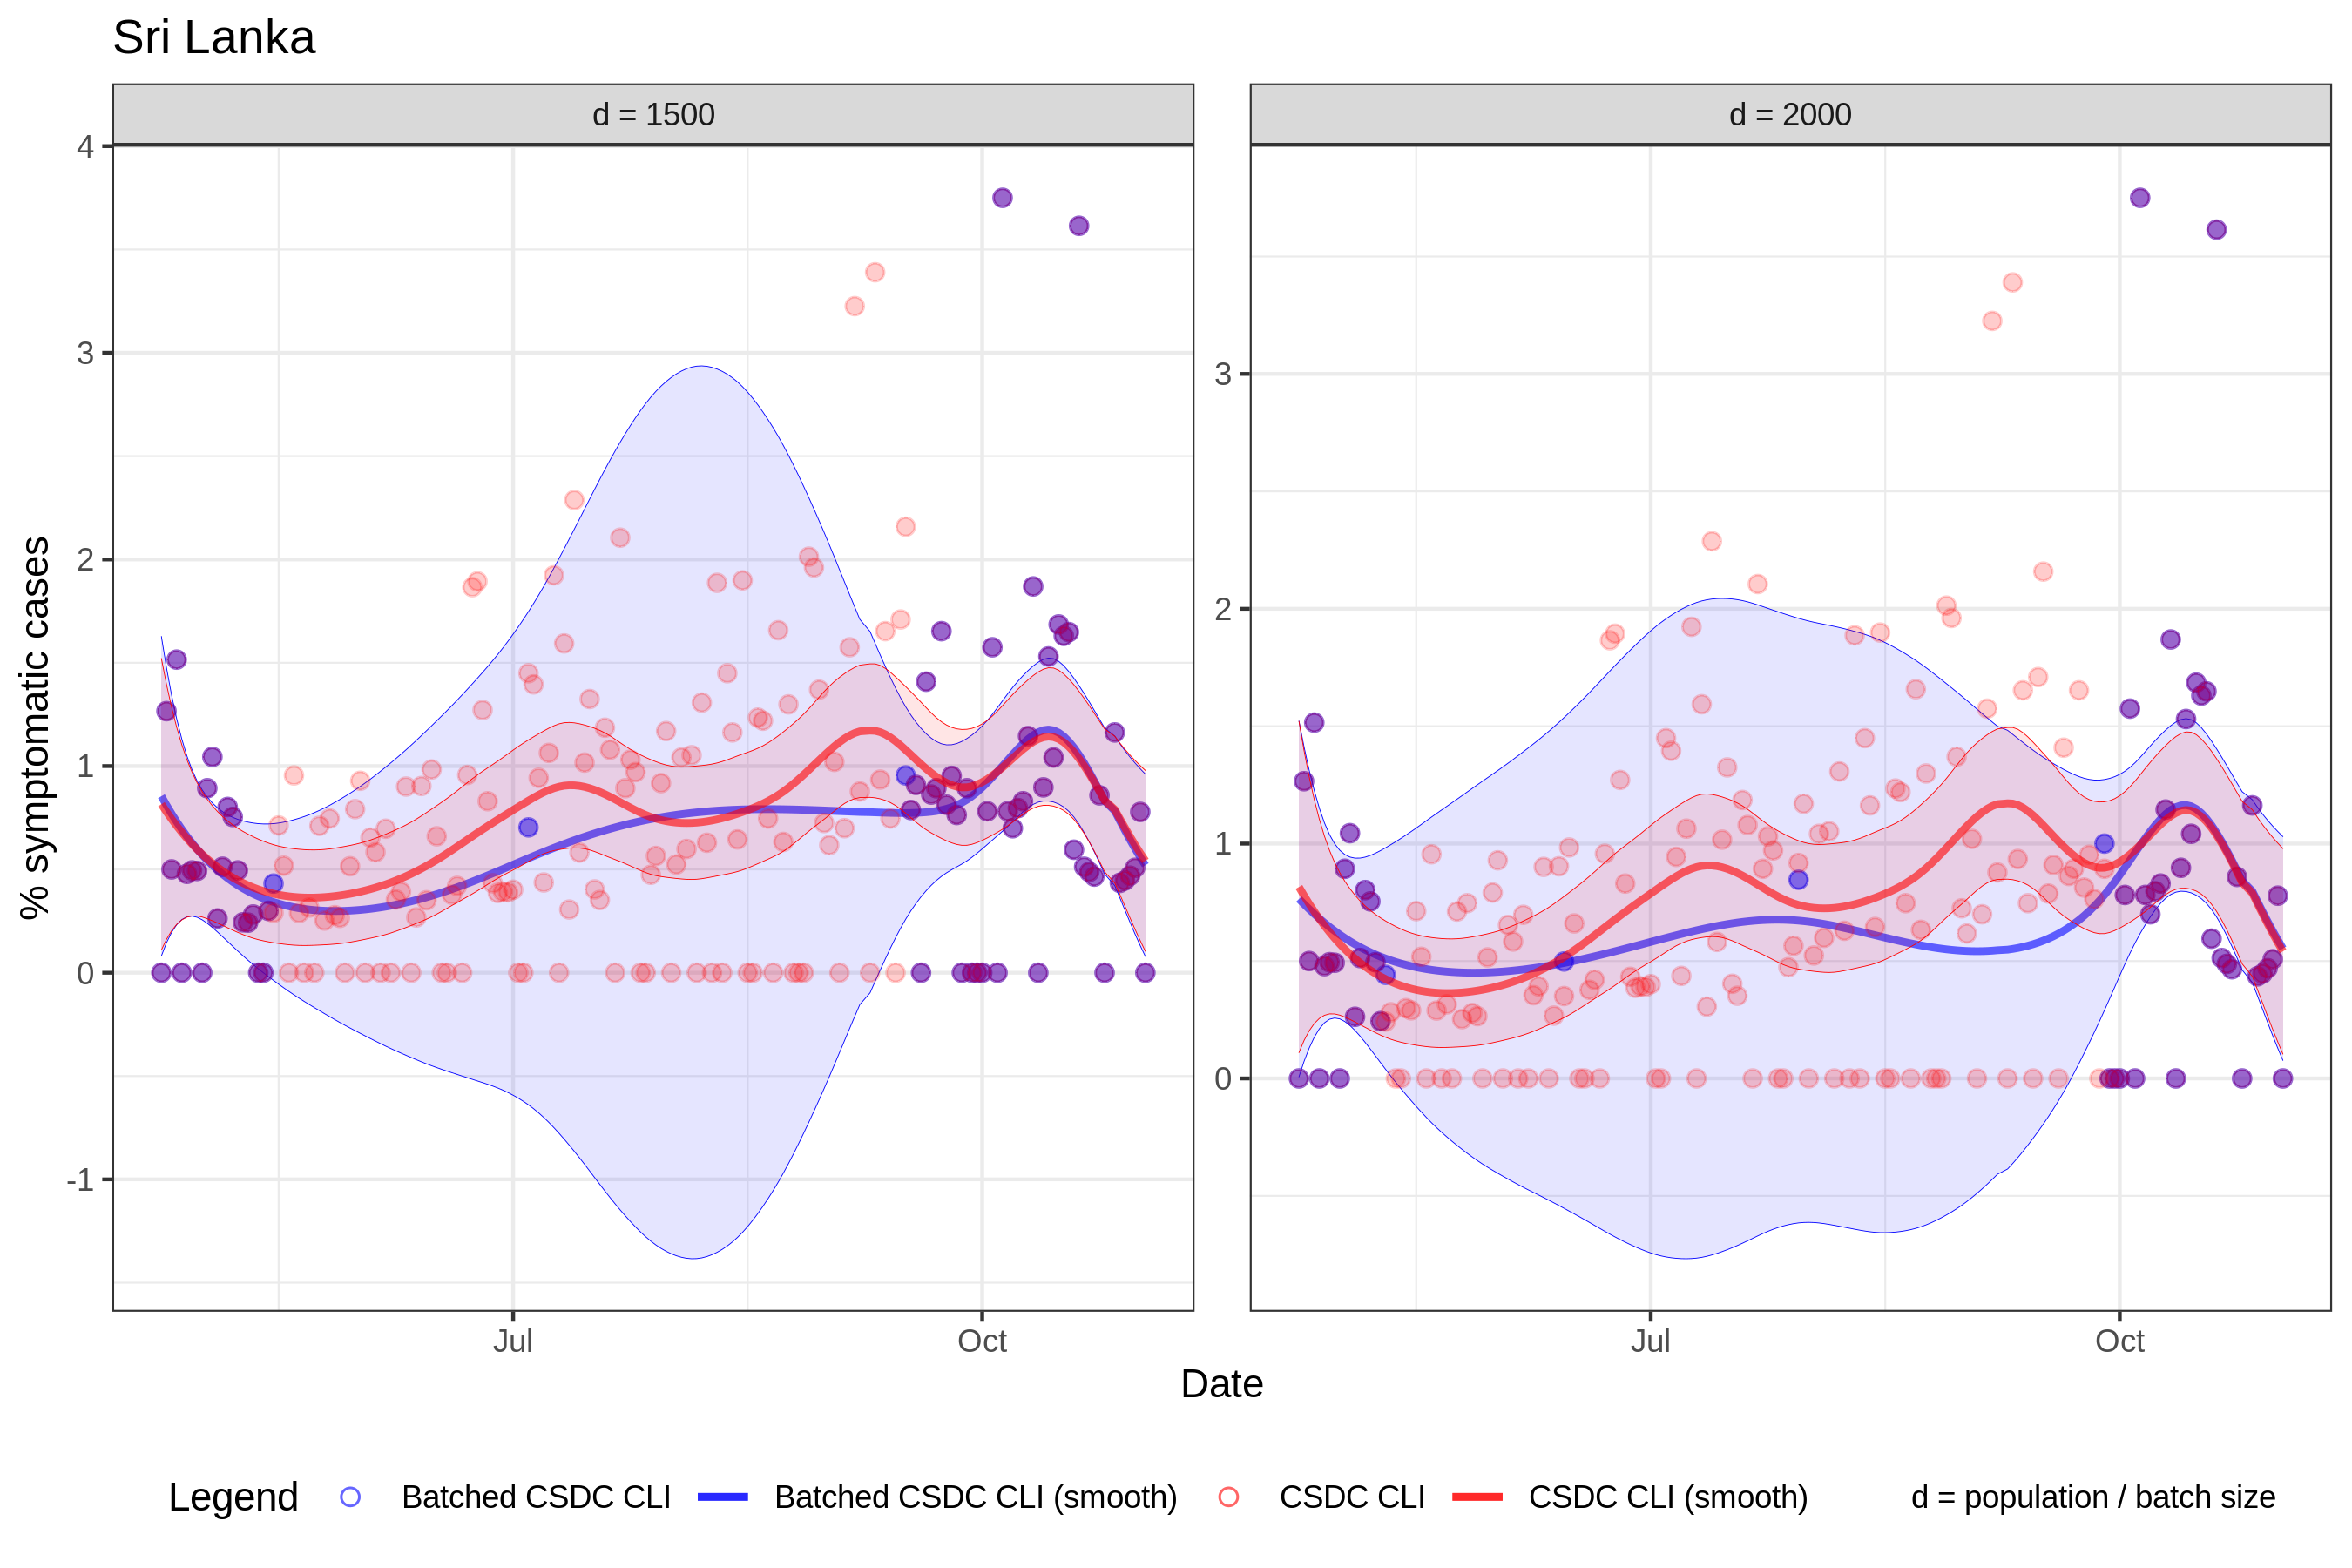 Sri Lanka
d = 1500
d = 2000
4
3
2
1
0
-1
3
2
1
0
% symptomatic cases
Jul
Oct
Jul
Oct
Date
Legend
Batched CSDC CLI
Batched CSDC CLI (smooth)
CSDC CLI
CSDC CLI (smooth)
d = population / batch size